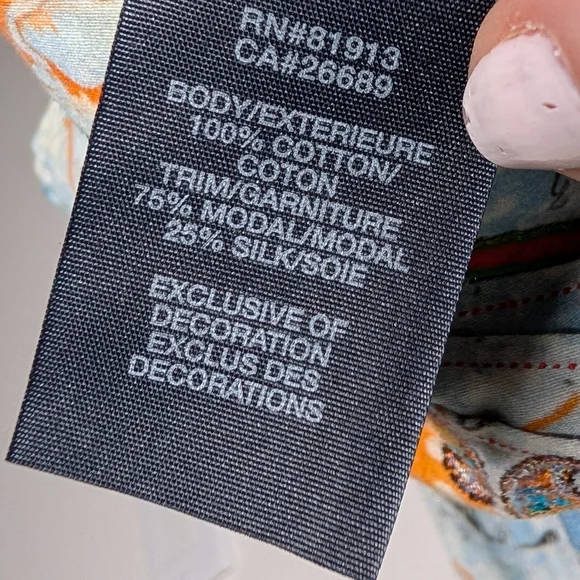 RN#81913
CA#26689
BODY/EXTERIEURE
100% COTTON/
COTON
TRIM/GARNITURE
75% MODAL/MODAL
25% SILK/SOIE
EXCLUSIVE OF
DECORATION
EXCLUS DES
DECORATIONS